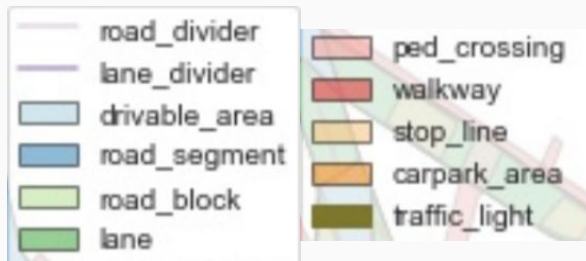 road_divider
lane_divider
drivable_area
road_segment
road_block
lane
ped_crossing
walkway
stop_line
carpark_area
traffic_light